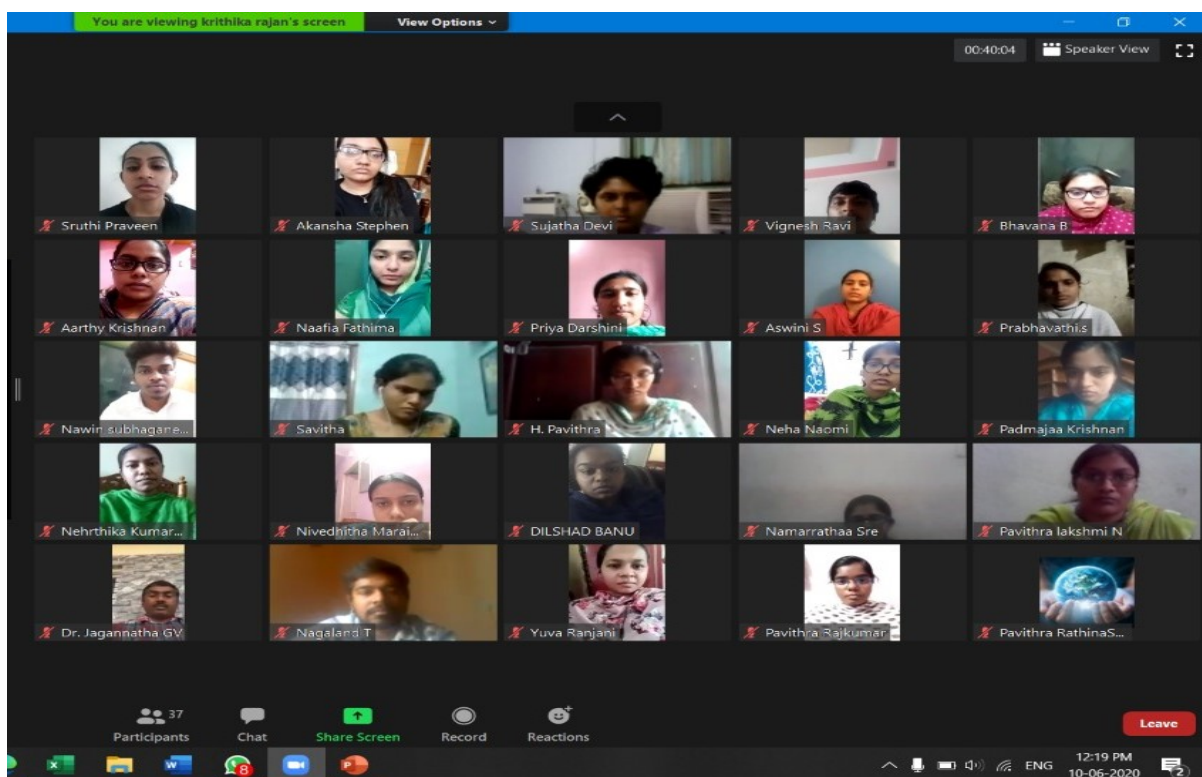 You are viewing krithika rajan's screen
View Options
00:40:04
Speaker View
Sruthi Praveen
Akansha Stephen
Sujatha Devi
Vignesh Ravi
Bhavana B
Aarthy Krishnan
Naafia Fathima
Priya Darshini
Aswini S
Prabhavathi.s
Nawin subhagane...
Savitha
H. Pavithra
Neha Naomi
Padmajaa Krishnan
Nehrthika Kumar...
Nivedhitha Marai...
DILSHAD BANU
Namarrathaa Sre
Pavithra lakshmi N
Dr. Jagannatha GV
Nagaland T
Yuva Ranjani
Pavithra Rajkumar
Pavithra RathinaS...
37
Participants
Chat
Share Screen
Record
Reactions
Leave
8
ENG
12:19 PM
10-06-2020
2